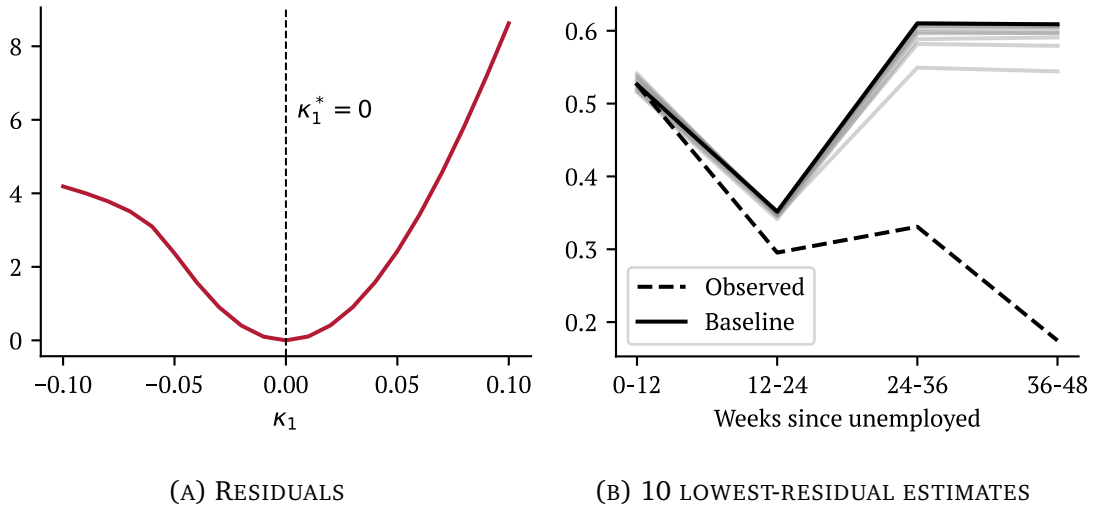 8
6
4
2
0
κ₁* = 0
−0.10
−0.05
0.00
0.05
0.10
κ₁
(A) RESIDUALS
0.6
0.5
0.4
0.3
0.2
Observed
Baseline
0-12
12-24
24-36
36-48
Weeks since unemployed
(B) 10 LOWEST-RESIDUAL ESTIMATES